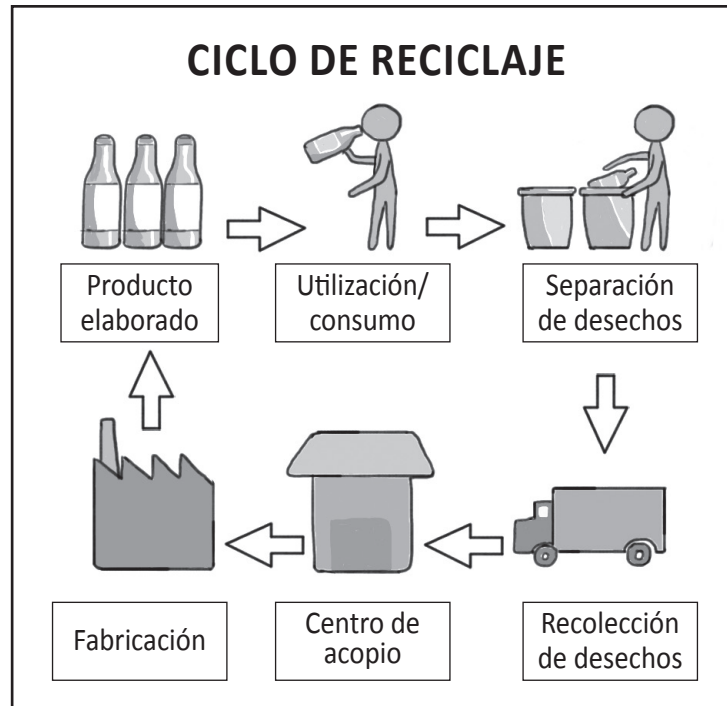 CICLO DE RECICLAJE
Producto
elaborado
Utilización/
consumo
Separación
de desechos
Fabricación
Centro de
acopio
Recolección
de desechos